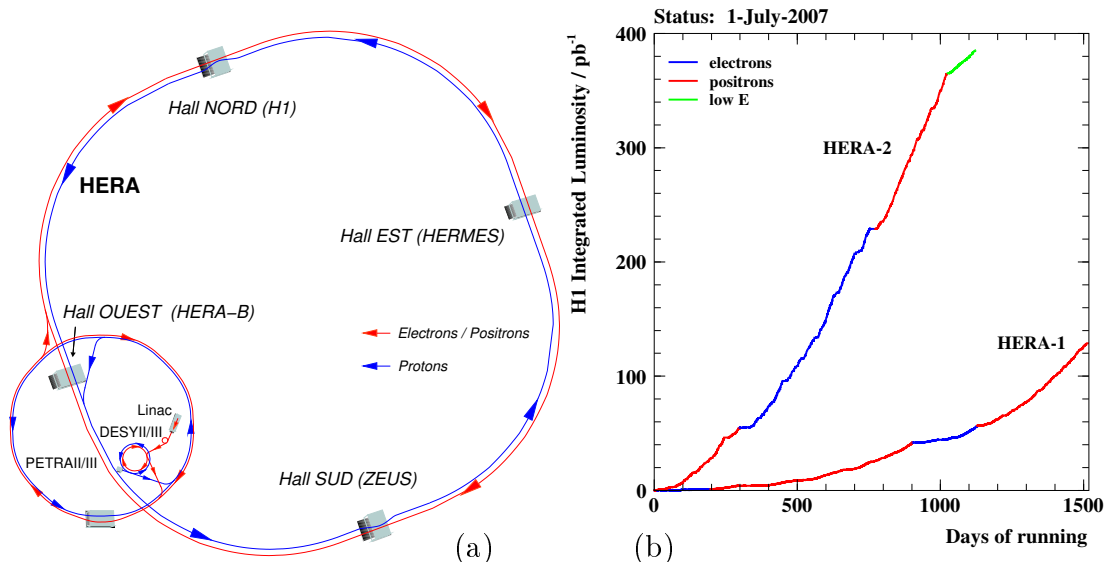 Hall NORD (H1)
HERA
Hall EST (HERMES)
Hall OUEST (HERA−B)
Electrons / Positrons
Protons
Linac
DESYII/III
PETRAII/III
Hall SUD (ZEUS)
(a)
Status: 1-July-2007
H1 Integrated Luminosity / pb-1
400
300
200
100
0
electrons
positrons
low E
HERA-2
HERA-1
0 500 1000 1500
Days of running
(b)